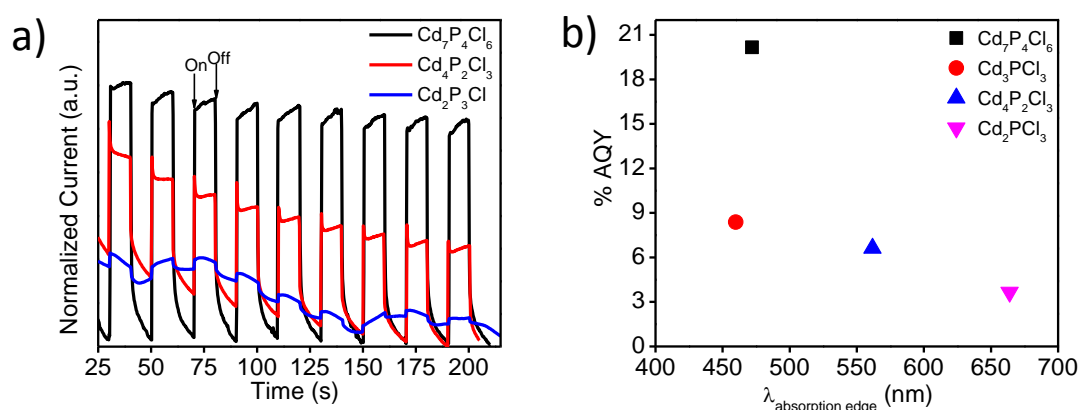 a)
Normalized Current (a.u.)
On
Off
Cd₇P₄Cl₆
Cd₄P₂Cl₃
Cd₂P₃Cl
25 50 75 100 125 150 175 200
Time (s)
b)
% AQY
21
18
15
12
9
6
3
0
Cd₇P₄Cl₆
Cd₃PCl₃
Cd₄P₂Cl₃
Cd₂PCl₃
400 450 500 550 600 650 700
λabsorption edge (nm)